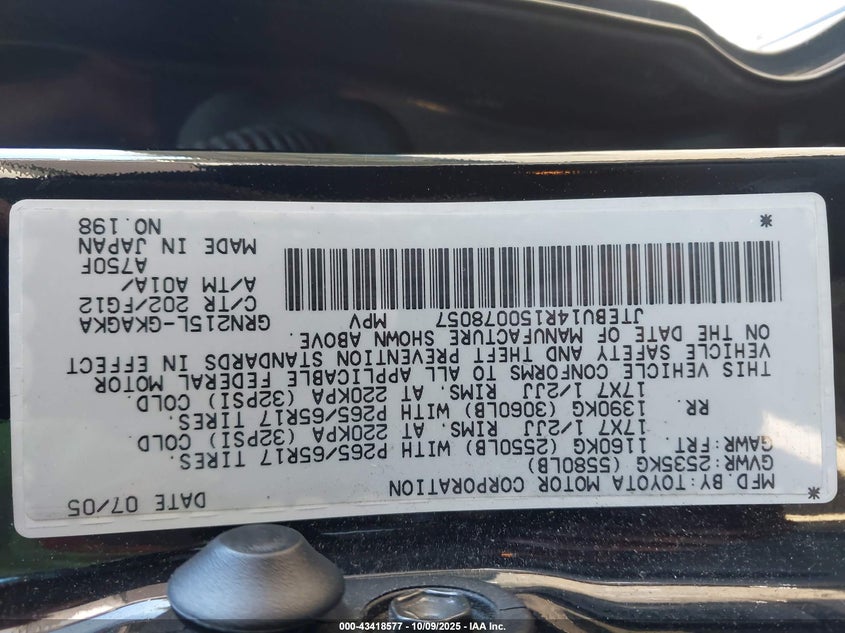 MFD.BY:TOYOTA MOTOR CORPORATION DATE 07/05
GVWR:2535KG (5580LB)
GAWR:FRT. 1160KG (2550LB) WITH P265/65R17 TIRES.
17X7 1/2JJ RIMS. AT 220KPA (32PSI) COLD
RR. 1390KG (3060LB) WITH P265/65R17 TIRES.
17X7 1/2JJ RIMS. AT 220KPA (32PSI) COLD
THIS VEHICLE CONFORMS TO ALL APPLICABLE FEDERAL MOTOR
VEHICLE SAFETY AND THEFT PREVENTION STANDARDS IN EFFECT
ON THE DATE OF MANUFACTURE SHOWN ABOVE.
JTEBU14R150078057 MPV
GRN215L-GKAGKA
C/TR 202/FG12
A/TM A01A/
A750F
MADE IN JAPAN
NO.198
000-43418577 - 10/09/2025 - IAA Inc.